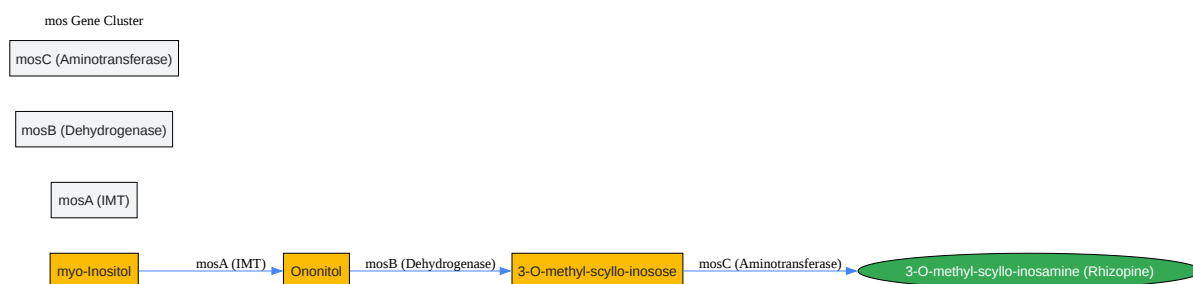 mos Gene Cluster
mosC (Aminotransferase)
mosB (Dehydrogenase)
mosA (IMT)
myo-Inositol
mosA (IMT)
Ononitol
mosB (Dehydrogenase)
3-O-methyl-scyllo-inosose
mosC (Aminotransferase)
3-O-methyl-scyllo-inosamine (Rhizopine)